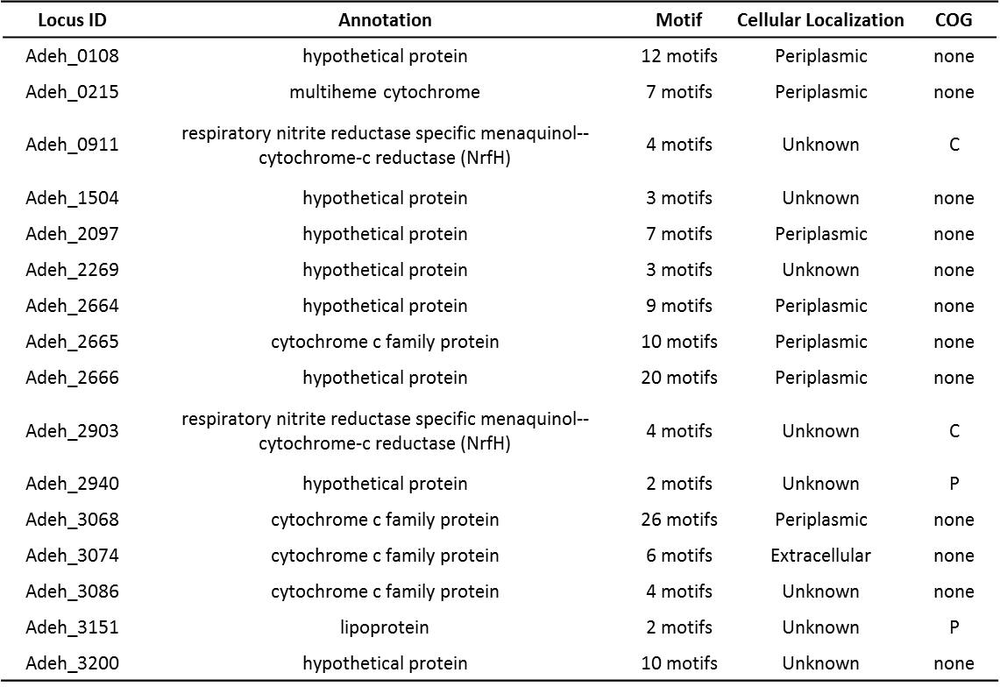 Locus ID Annotation Motif Cellular Localization COG
Adeh_0108 hypothetical protein 12 motifs Periplasmic none
Adeh_0215 multiheme cytochrome 7 motifs Periplasmic none
respiratory nitrite reductase specific menaquinol--
Adeh_0911 4 motifs Unknown C
cytochrome-c reductase (NrfH)
Adeh_1504 hypothetical protein 3 motifs Unknown none
Adeh_2097 hypothetical protein 7 motifs Periplasmic none
Adeh_2269 hypothetical protein 3 motifs Unknown none
Adeh_2664 hypothetical protein 9 motifs Periplasmic none
Adeh_2665 cytochrome c family protein 10 motifs Periplasmic none
Adeh_2666 hypothetical protein 20 motifs Periplasmic none
respiratory nitrite reductase specific menaquinol--
Adeh_2903 4 motifs Unknown C
cytochrome-c reductase (NrfH)
Adeh_2940 hypothetical protein 2 motifs Unknown P
Adeh_3068 cytochrome c family protein 26 motifs Periplasmic none
Adeh_3074 cytochrome c family protein 6 motifs Extracellular none
Adeh_3086 cytochrome c family protein 4 motifs Unknown none
Adeh_3151 lipoprotein 2 motifs Unknown P
Adeh_3200 hypothetical protein 10 motifs Unknown none